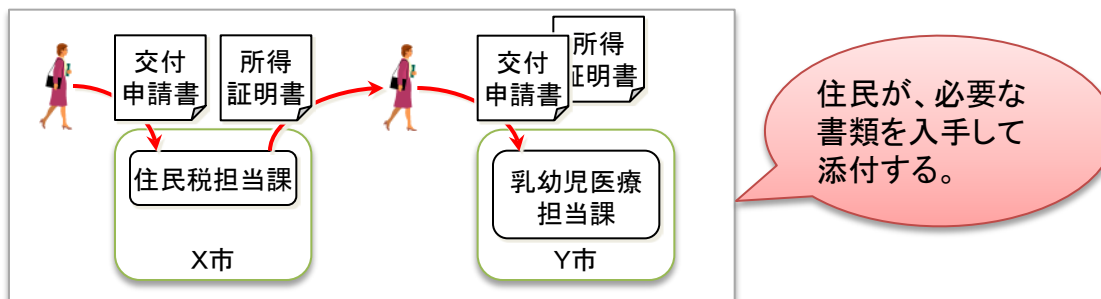 交付
申請書
所得
証明書
住民税担当課
X市
交付
申請書
所得
証明書
乳幼児医療
担当課
Y市
住民が、必要な
書類を入手して
添付する。